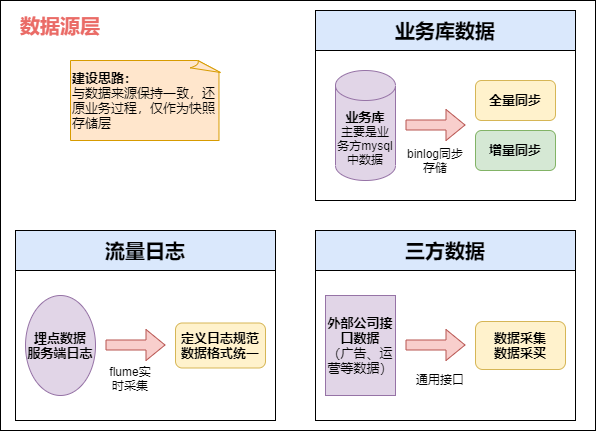 数据源层
建设思路：
与数据来源保持一致，还
原业务过程，仅作为快照
存储层
业务库数据
业务库
主要是业
务方mysql
中数据
binlog同步
存储
全量同步
增量同步
流量日志
埋点数据
服务端日志
flume实
时采集
定义日志规范
数据格式统一
三方数据
外部公司接
口数据
（广告、运
营等数据）
通用接口
数据采集
数据采买